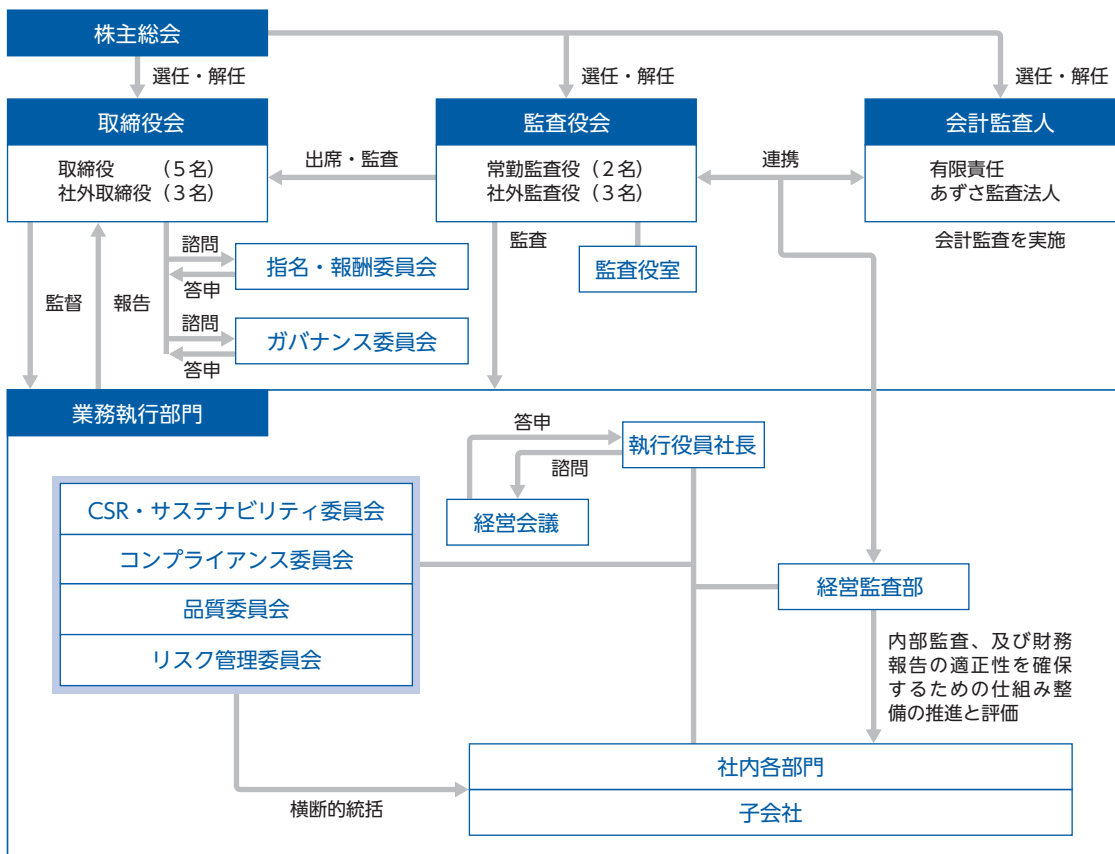 株主総会
選任・解任
選任・解任
選任・解任
取締役会
取締役 (5名)
社外取締役(3名)
出席・監査
監査役会
常勤監査役(2名)
社外監査役(3名)
連携
会計監査人
有限責任
あずさ監査法人
会計監査を実施
監督
報告
諮問
答申
指名・報酬委員会
諮問
答申
ガバナンス委員会
監査
監査役室
業務執行部門
答申
諮問
執行役員社長
経営会議
CSR・サステナビリティ委員会
コンプライアンス委員会
品質委員会
リスク管理委員会
経営監査部
内部監査、及び財務
報告の適正性を確保
するための仕組み整
備の推進と評価
横断的統括
社内各部門
子会社